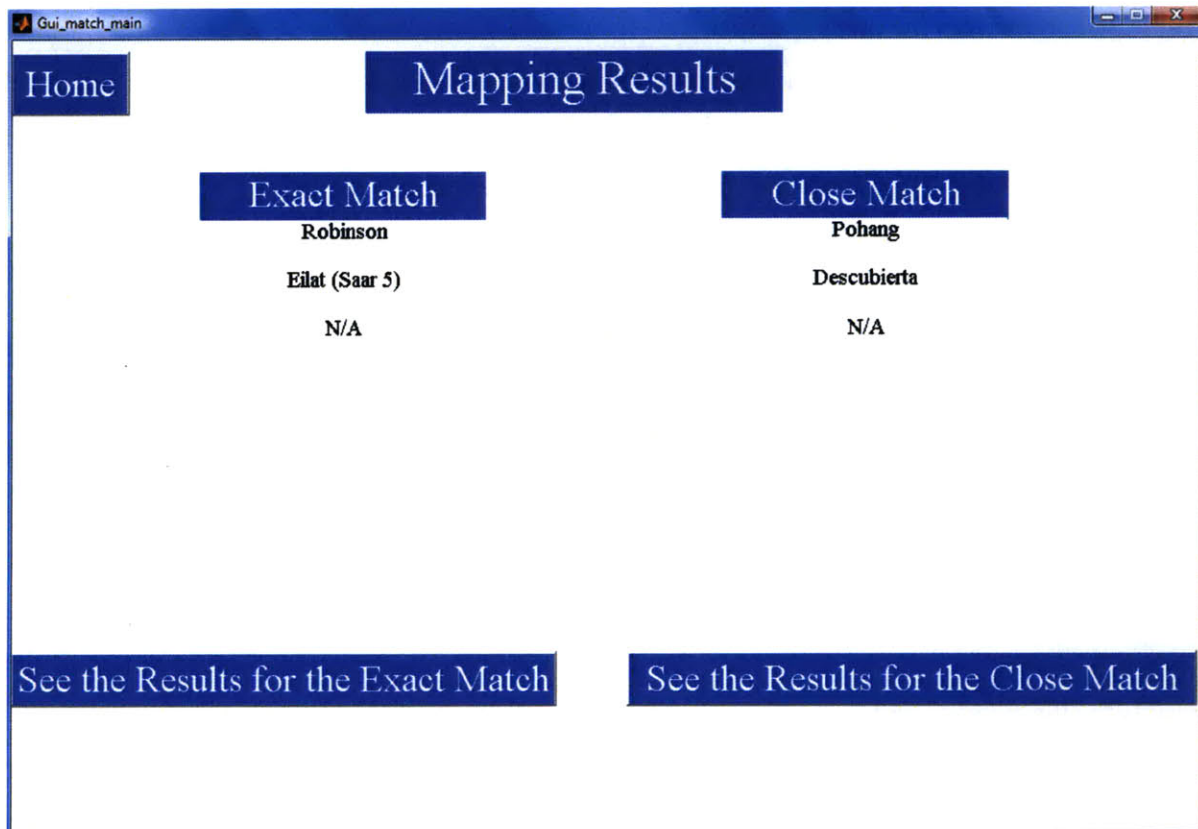 Gui_match_main
Home
Mapping Results
Exact Match
Robinson
Eilat (Saar 5)
N/A
Close Match
Pohang
Descubierta
N/A
See the Results for the Exact Match
See the Results for the Close Match